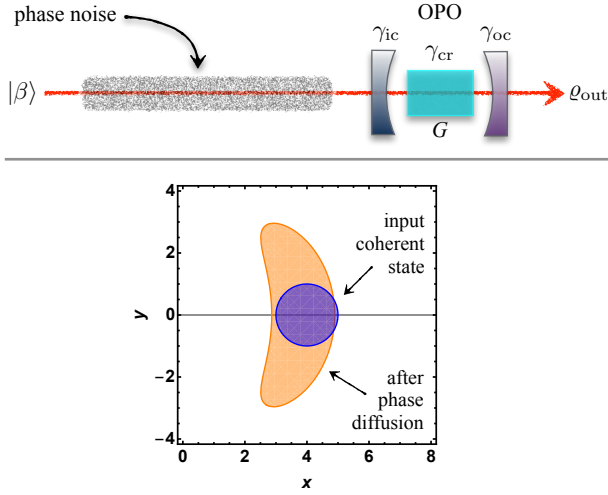 phase noise
OPO
γic
γcr
γoc
|β⟩
ϱout
G
4
2
0
-2
-4
y
0
2
4
6
8
x
input
coherent
state
after
phase
diffusion